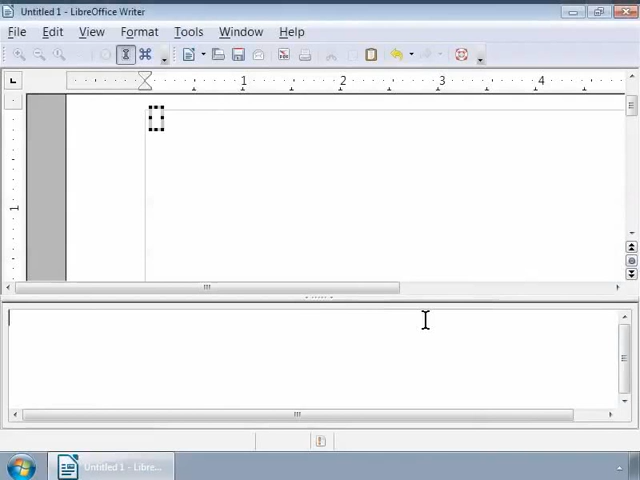 Untitled 1 - LibreOffice Writer
File Edit View Format Tools Window Help
1 2 3 4
1
Untitled 1 - Libre...